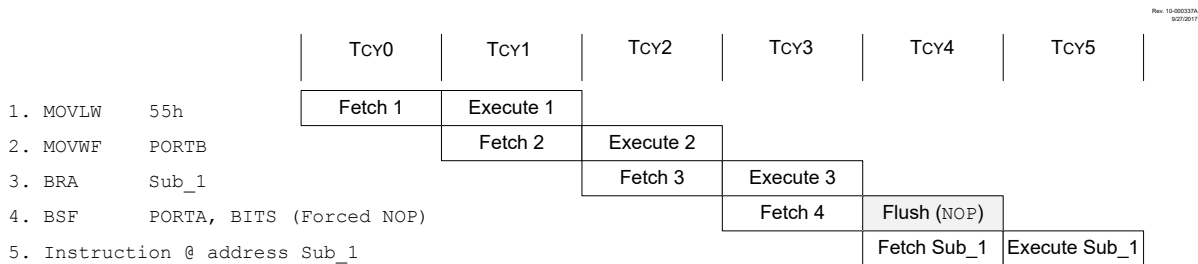 Rev. 10-000337A
9/27/2017
TCY0 TCY1 TCY2 TCY3 TCY4 TCY5
1. MOVLW 55h Fetch 1 Execute 1
2. MOVWF PORTB Fetch 2 Execute 2
3. BRA Sub_1 Fetch 3 Execute 3
4. BSF PORTA, BITS (Forced NOP) Fetch 4 Flush (NOP)
5. Instruction @ address Sub_1 Fetch Sub_1 Execute Sub_1